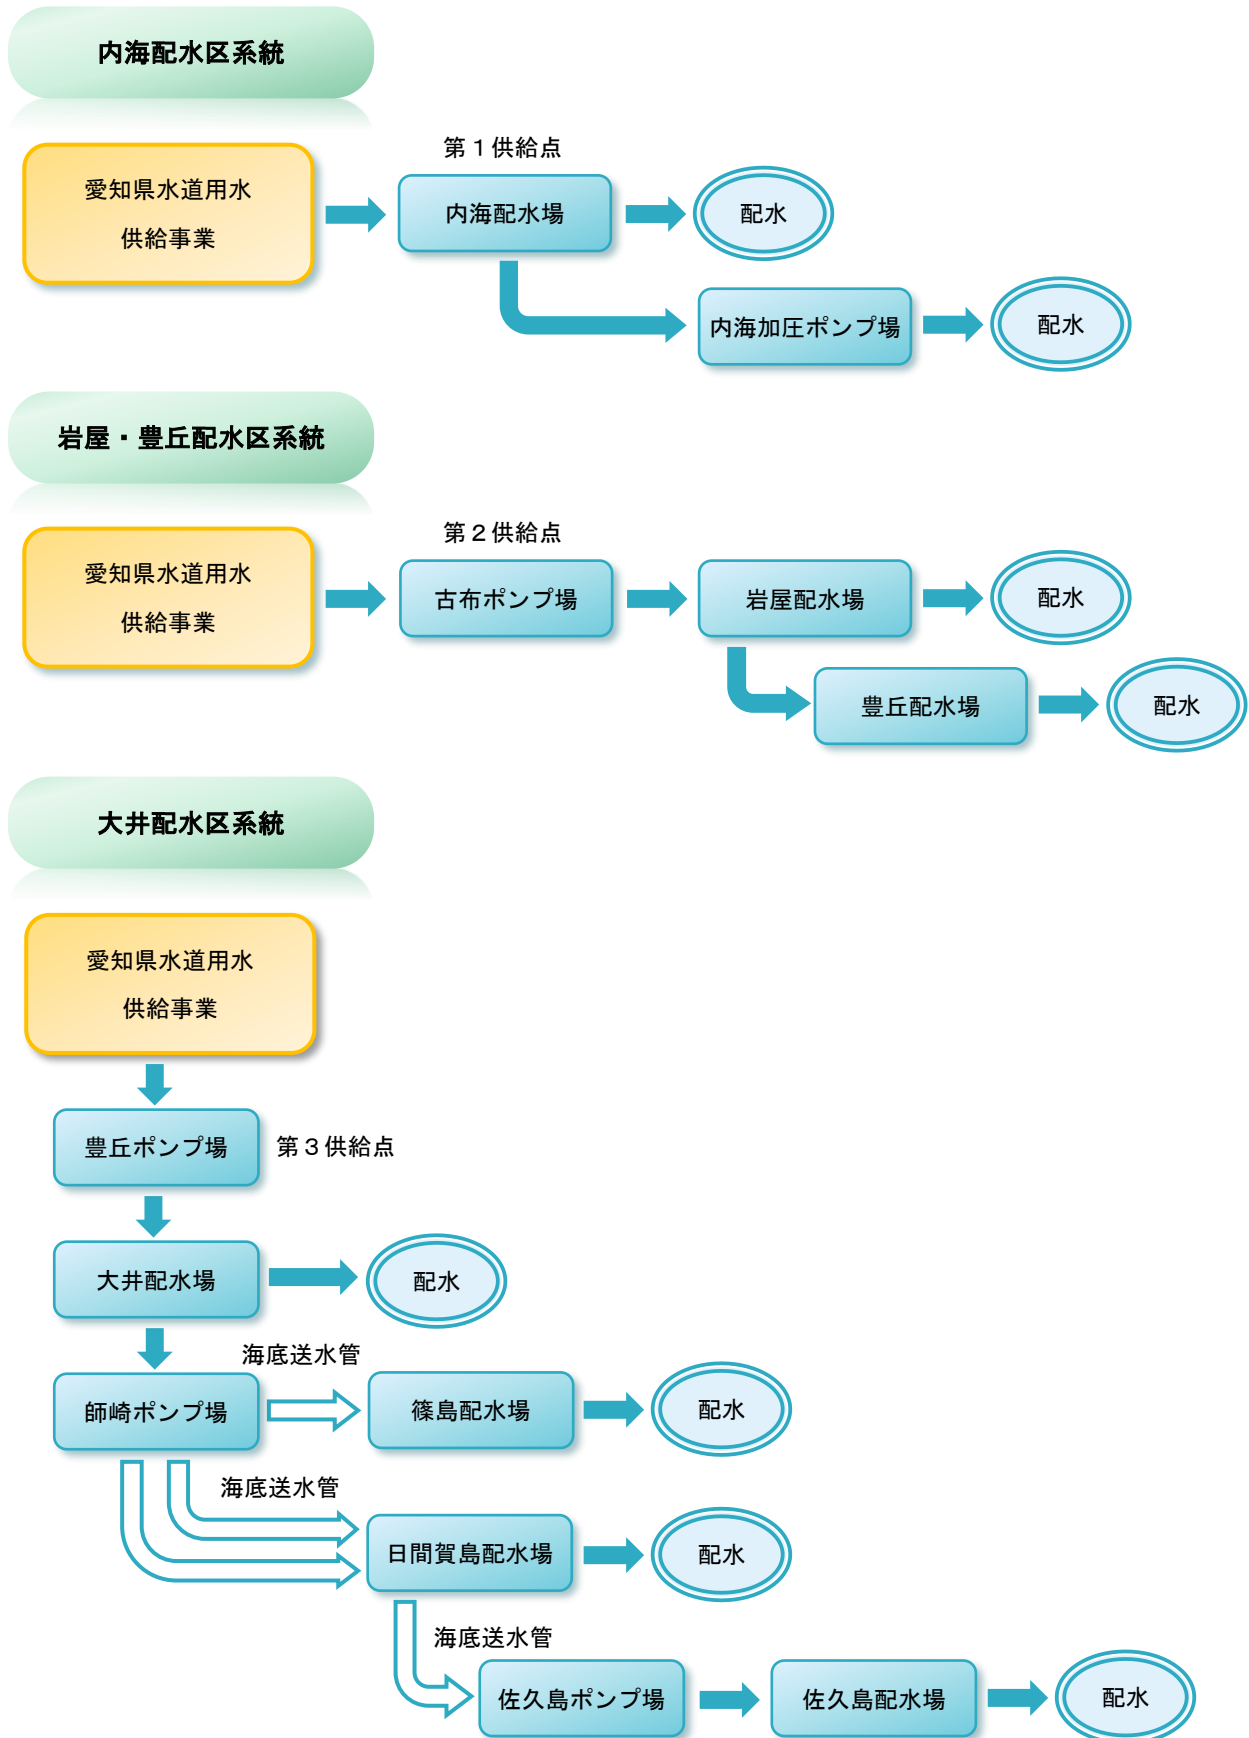 内海配水区系統
第１供給点
愛知県水道用水
供給事業
内海配水場
配水
内海加圧ポンプ場
配水
岩屋・豊丘配水区系統
第２供給点
愛知県水道用水
供給事業
古布ポンプ場
岩屋配水場
配水
豊丘配水場
配水
大井配水区系統
愛知県水道用水
供給事業
豊丘ポンプ場
第３供給点
大井配水場
配水
海底送水管
師崎ポンプ場
篠島配水場
配水
海底送水管
日間賀島配水場
配水
海底送水管
佐久島ポンプ場
佐久島配水場
配水